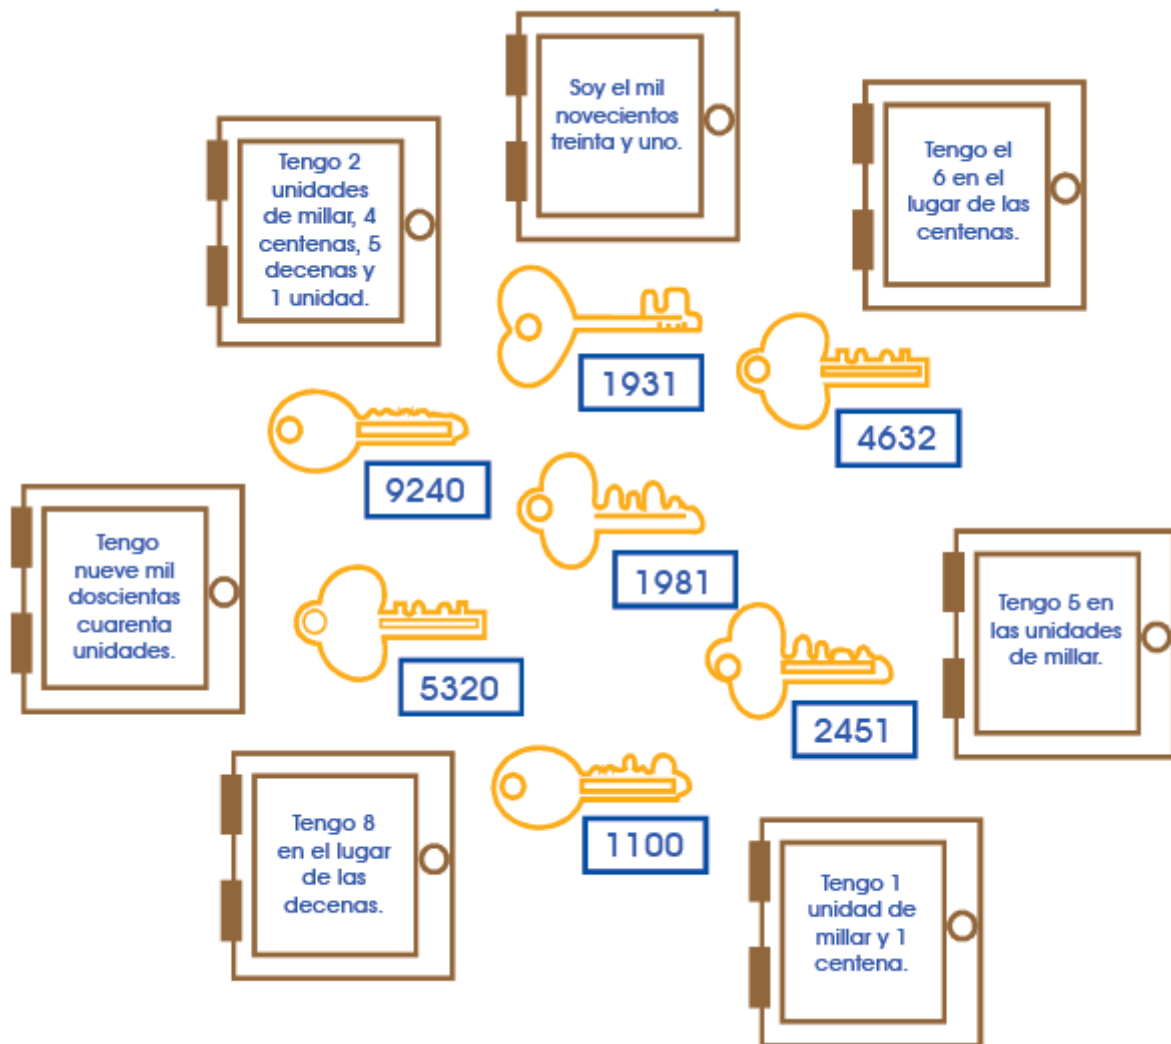 Soy el mil
novecientos
treinta y uno.
Tengo 2
unidades
de millar, 4
centenas, 5
decenas y
1 unidad.
Tengo el
6 en el
lugar de las
centenas.
1931
4632
9240
1981
Tengo
nueve mil
doscientas
cuarenta
unidades.
5320
2451
Tengo 5 en
las unidades
de millar.
Tengo 8
en el lugar
de las
decenas.
1100
Tengo 1
unidad de
millar y 1
centena.